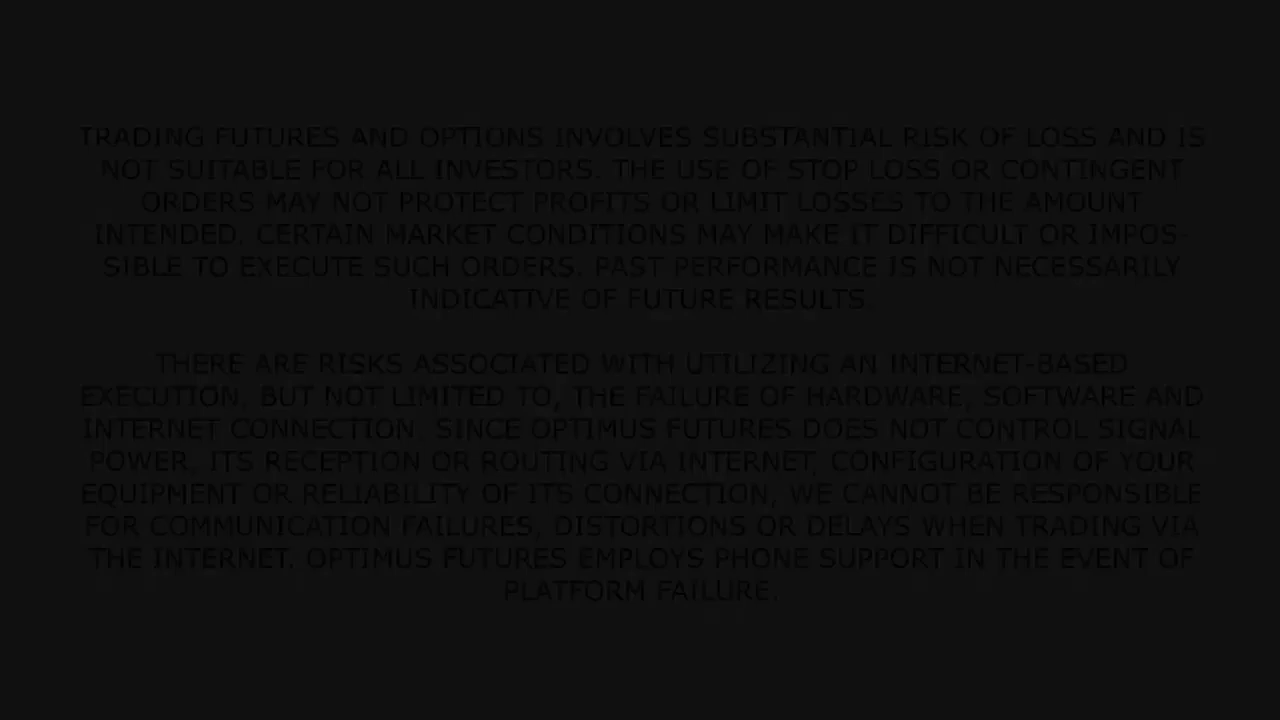 TRADING FUTURES AND OPTIONS INVOLVES SUBSTANTIAL RISK OF LOSS AND IS
NOT SUITABLE FOR ALL INVESTORS. THE USE OF STOP LOSS OR CONTINGENT
ORDERS MAY NOT PROTECT PROFITS OR LIMIT LOSSES TO THE AMOUNT
INTENDED. CERTAIN MARKET CONDITIONS MAY MAKE IT DIFFICULT OR IMPOS-
SIBLE TO EXECUTE SUCH ORDERS. PAST PERFORMANCE IS NOT NECESSARILY
INDICATIVE OF FUTURE RESULTS.
THERE ARE RISKS ASSOCIATED WITH UTILIZING AN INTERNET-BASED
EXECUTION, BUT NOT LIMITED TO, THE FAILURE OF HARDWARE, SOFTWARE AND
INTERNET CONNECTION. SINCE OPTIMUS FUTURES DOES NOT CONTROL SIGNAL
POWER, ITS RECEPTION OR ROUTING VIA INTERNET, CONFIGURATION OF YOUR
EQUIPMENT OR RELIABILITY OF ITS CONNECTION, WE CANNOT BE RESPONSIBLE
FOR COMMUNICATION FAILURES, DISTORTIONS OR DELAYS WHEN TRADING VIA
THE INTERNET. OPTIMUS FUTURES EMPLOYS PHONE SUPPORT IN THE EVENT OF
PLATFORM FAILURE.